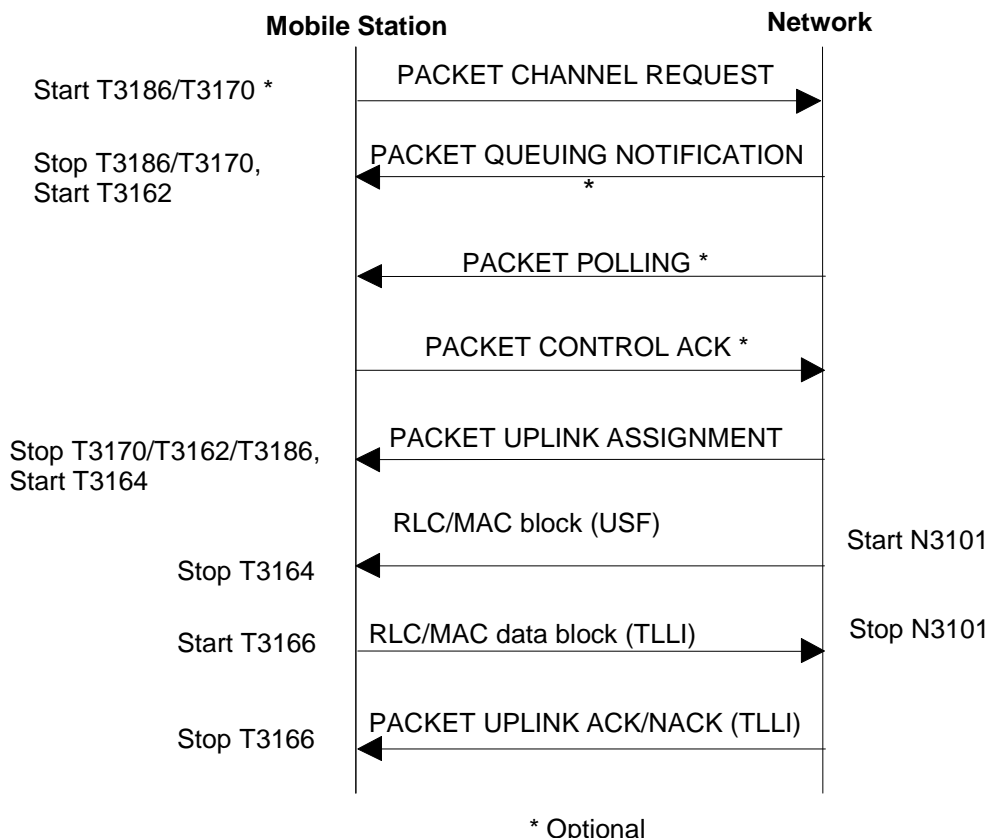 Mobile Station
Network
PACKET CHANNEL REQUEST
Start T3186/T3170 *
PACKET QUEUING NOTIFICATION
*
Stop T3186/T3170,
Start T3162
PACKET POLLING *
PACKET CONTROL ACK *
PACKET UPLINK ASSIGNMENT
Stop T3170/T3162/T3186,
Start T3164
RLC/MAC block (USF)
Start N3101
Stop T3164
RLC/MAC data block (TLLI)
Stop N3101
Start T3166
PACKET UPLINK ACK/NACK (TLLI)
Stop T3166
* Optional